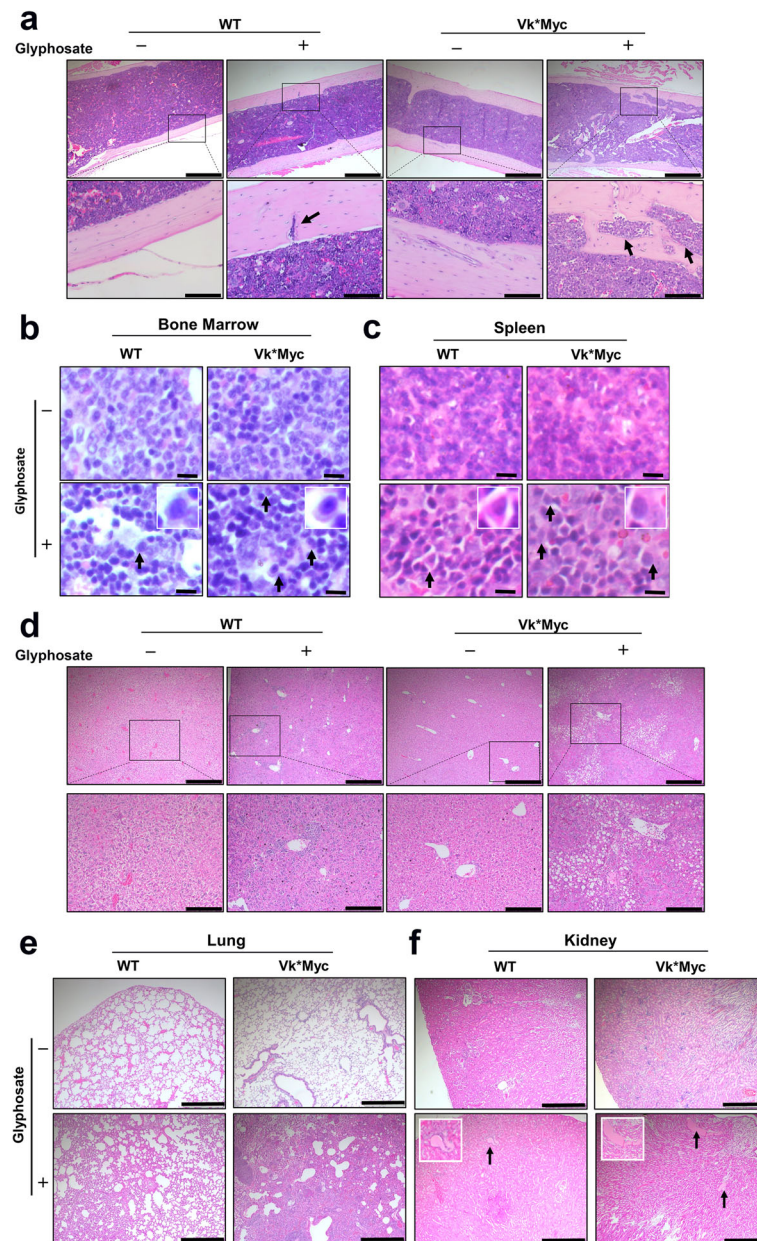 a
WT
Vk*Myc
Glyphosate
–
+
–
+
b
Bone Marrow
WT
Vk*Myc
c
Spleen
WT
Vk*Myc
Glyphosate
–
+
d
WT
Vk*Myc
Glyphosate
–
+
–
+
e
Lung
WT
Vk*Myc
f
Kidney
WT
Vk*Myc
Glyphosate
–
+